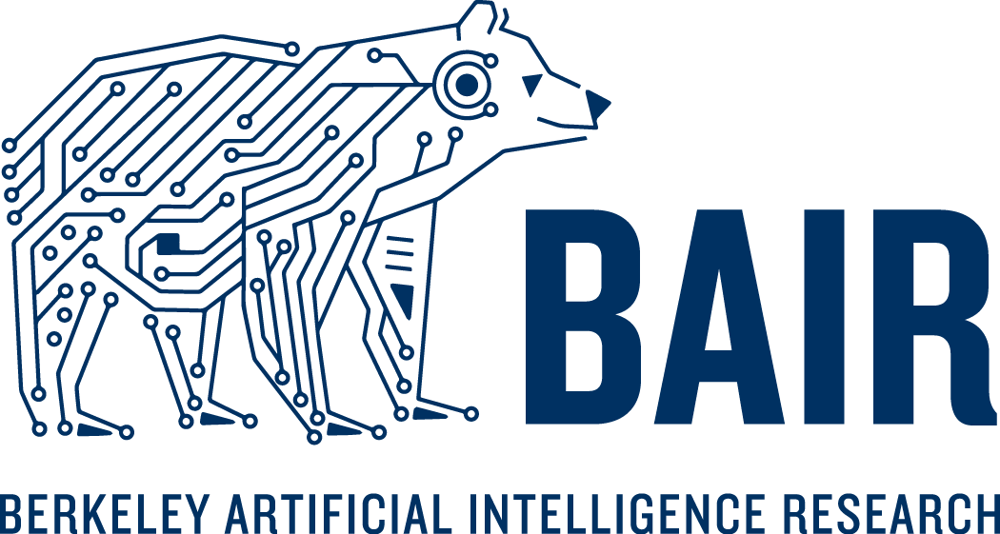 BAIR
BERKELEY ARTIFICIAL INTELLIGENCE RESEARCH